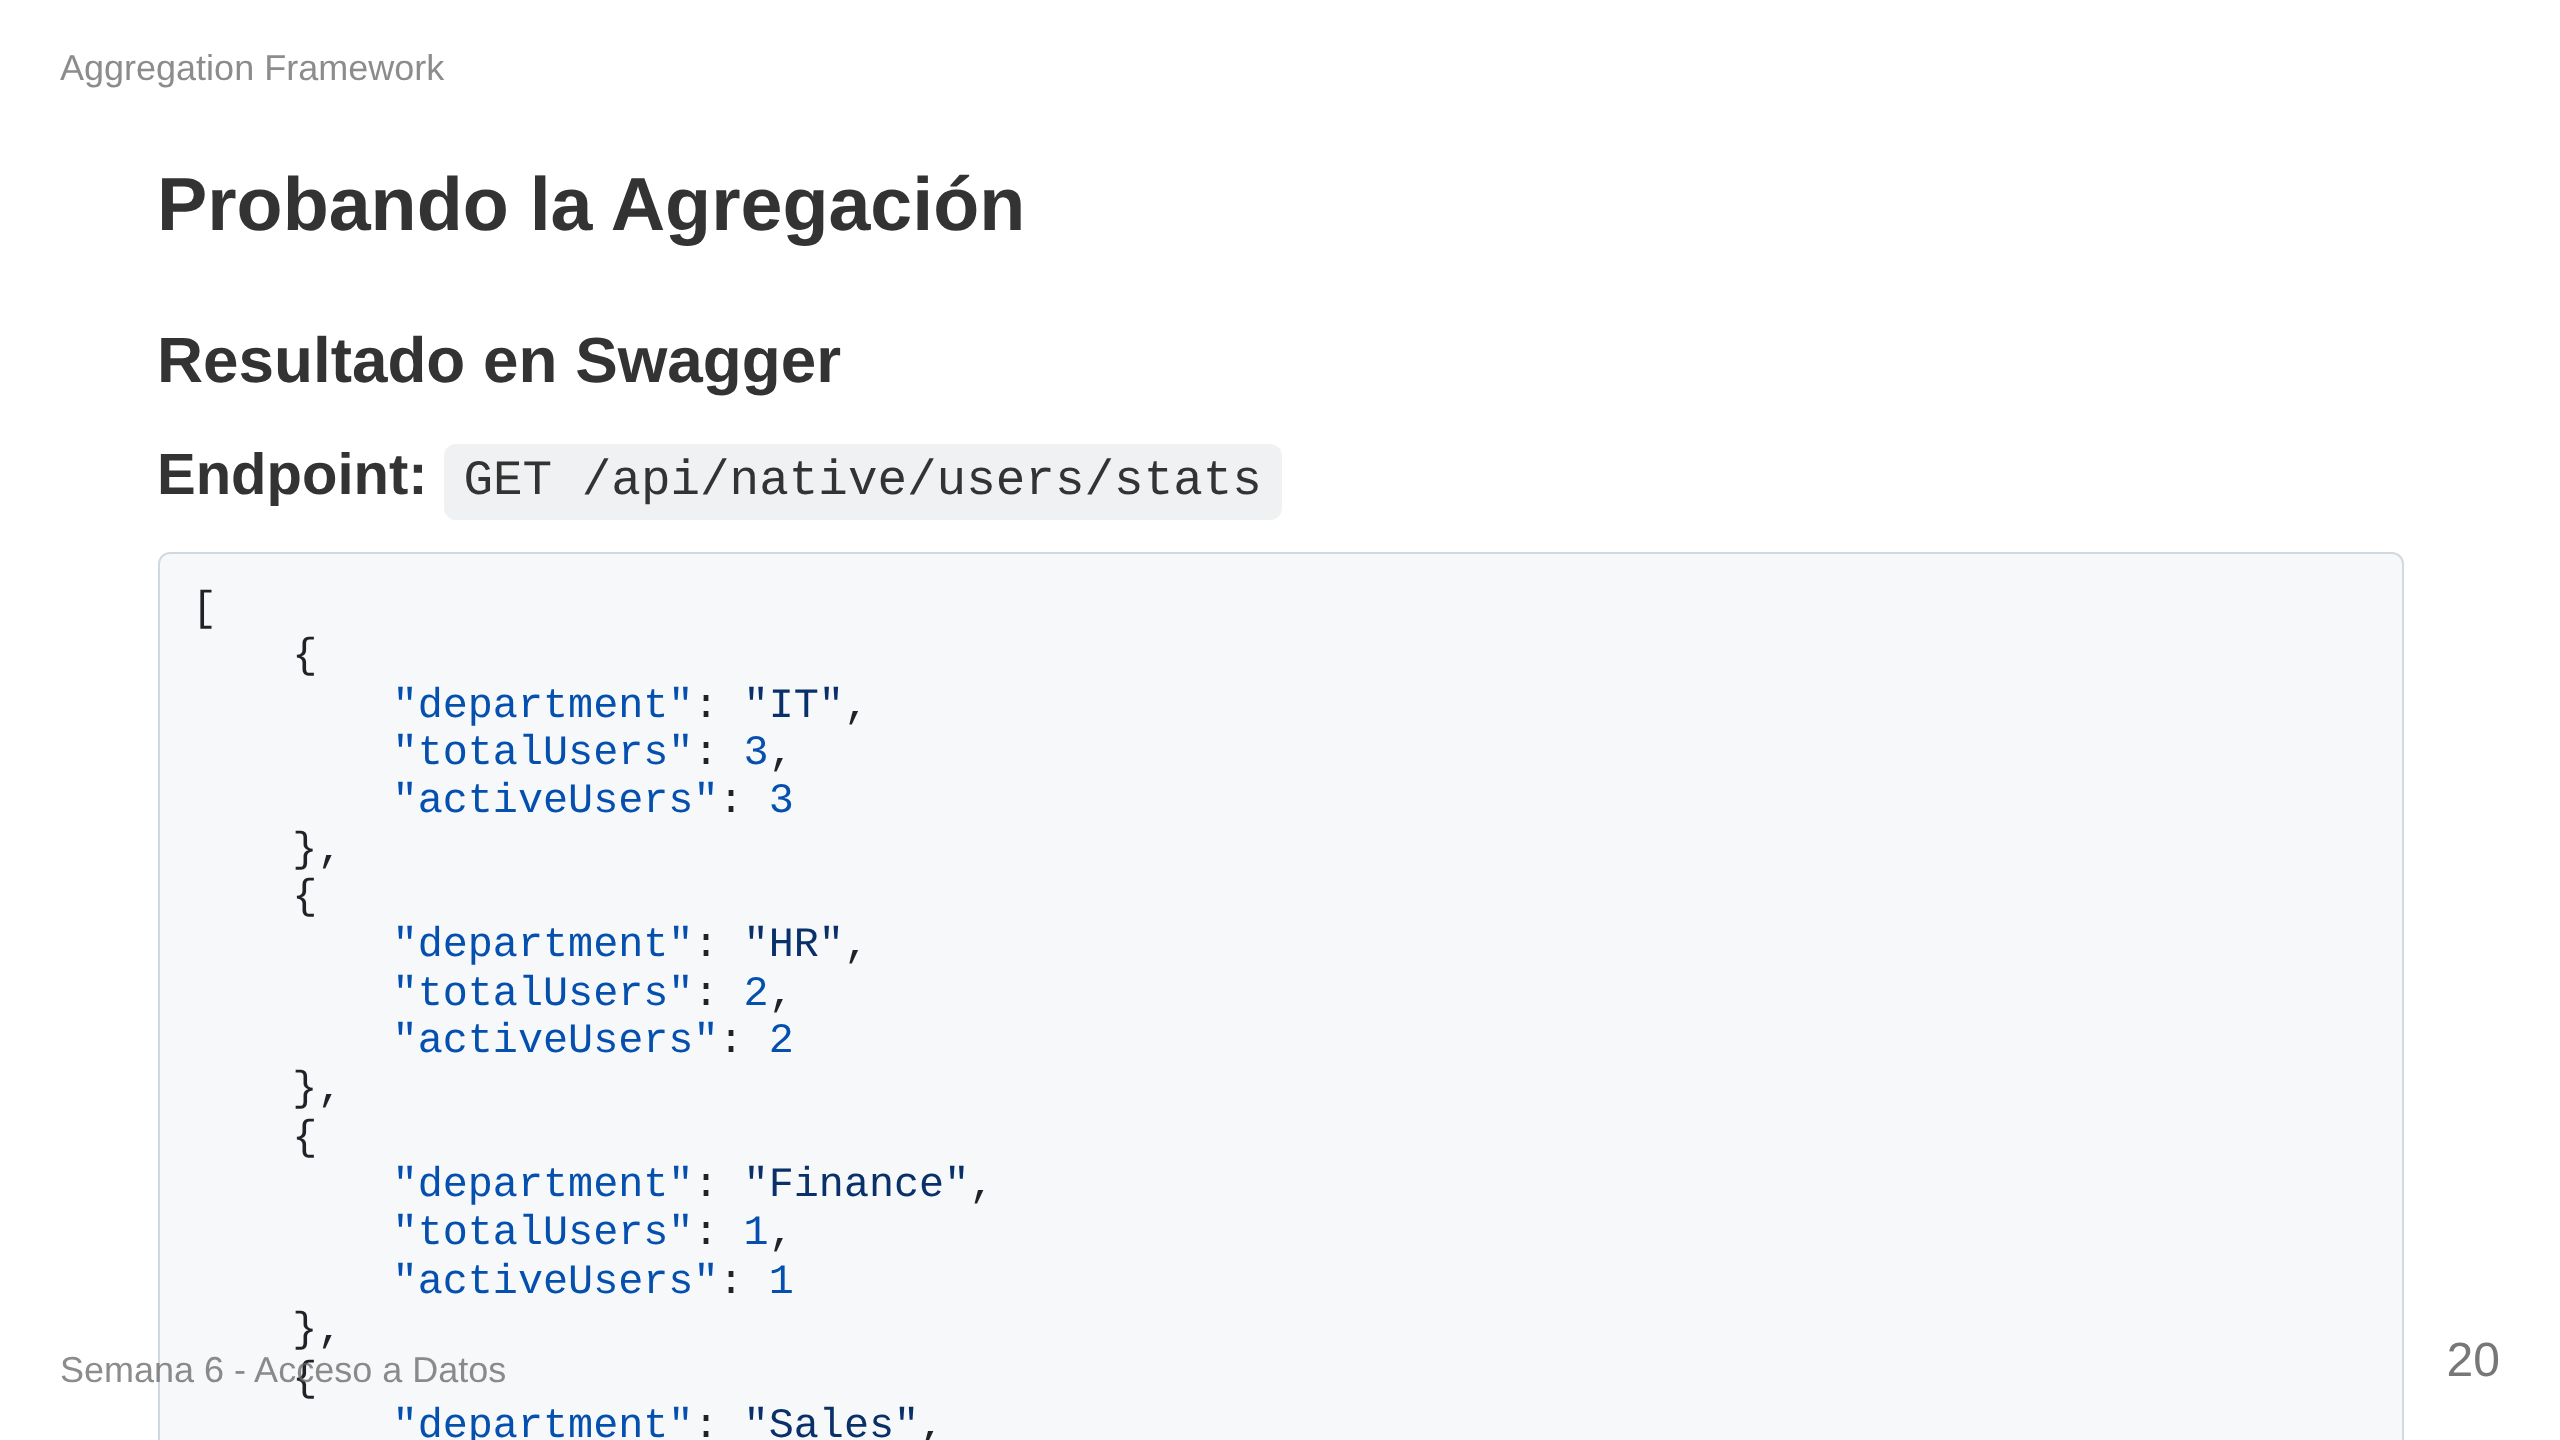 Aggregation Framework
Probando la Agregación
Resultado en Swagger
Endpoint: GET /api/native/users/stats
[
    {
        "department": "IT",
        "totalUsers": 3,
        "activeUsers": 3
    },
    {
        "department": "HR",
        "totalUsers": 2,
        "activeUsers": 2
    },
    {
        "department": "Finance",
        "totalUsers": 1,
        "activeUsers": 1
    },
    {
        "department": "Sales",
Semana 6 - Acceso a Datos
20